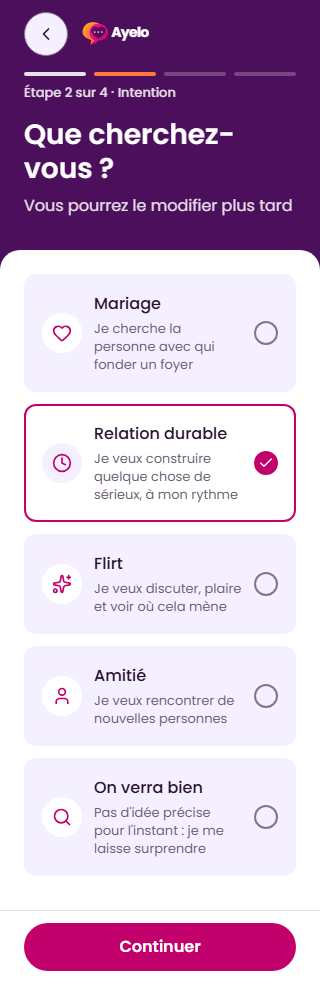 Ayelo
Étape 2 sur 4 · Intention
Que cherchez-
vous ?
Vous pourrez le modifier plus tard
Mariage
Je cherche la
personne avec qui
fonder un foyer
Relation durable
Je veux construire
quelque chose de
sérieux, à mon rythme
Flirt
Je veux discuter, plaire
et voir où cela mène
Amitié
Je veux rencontrer de
nouvelles personnes
On verra bien
Pas d'idée précise
pour l'instant : je me
laisse surprendre
Continuer